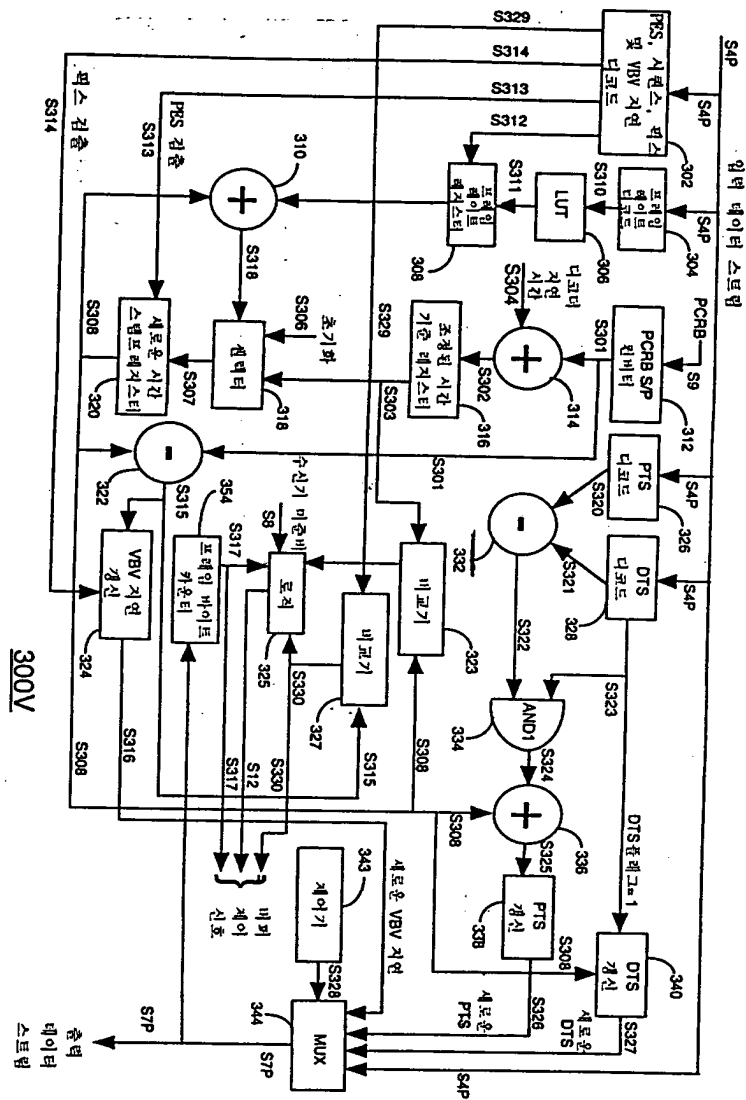 S4P
입력 데이터 스트림
S4P
S4P
PCRB
S9
S4P
S4P
PES, 시퀀스, 픽스
및 VBV 지연
디코드
302
프레임
레이트
디코드
304
S310
LUT
306
S311
프레임
레이트
레지스터
308
S329
S314
S313
S312
PCRB S/P
컨버터
312
S301
디코더
지연
시간
S304
314
S302
조정된 시간
기준 레지스터
316
S329
S303
PTS
디코드
326
S320
DTS
디코드
328
S321
332
S322
S323
픽스 검출
S314
PES 검출
S313
310
S318
초기화
S306
선택터
318
S307
새로운 시간
스탬프레지스터
320
S308
S301
322
S315
VBV 지연
갱신
324
S316
S308
수신기 미준비
S8
354
S317
프레임 바이트
카운터
로직
325
비교기
323
비교기
327
S330
S315
S308
S317
S12
S330
버퍼
제어
신호
AND1
334
S324
336
S325
S308
PTS
갱신
338
DTS플래그=1
DTS
갱신
340
S308
S326
새로운
PTS
S327
새로운
DTS
새로운 VBV 지연
제어기
343
S328
MUX
344
S7P
S4P
S7P
출력
데이터
스트림
300V